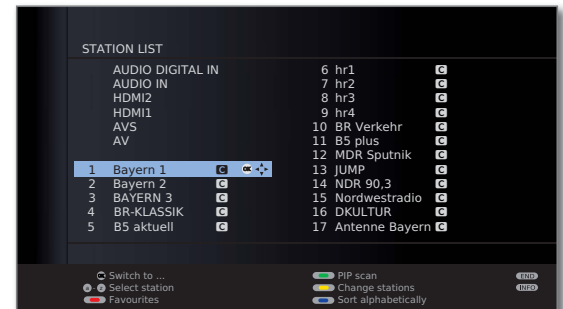 STATION LIST
AUDIO DIGITAL IN
AUDIO IN
HDMI2
HDMI1
AVS
AV
1 Bayern 1 C OK
2 Bayern 2 C
3 BAYERN 3 C
4 BR-KLASSIK C
5 B5 aktuell C
6 hr1 C
7 hr2 C
8 hr3 C
9 hr4 C
10 BR Verkehr C
11 B5 plus C
12 MDR Sputnik C
13 JUMP C
14 NDR 90,3 C
15 Nordwestradio C
16 DKULTUR C
17 Antenne Bayern C
OK Switch to ...
Select station
Favourites
PIP scan
Change stations
Sort alphabetically
END
INFO